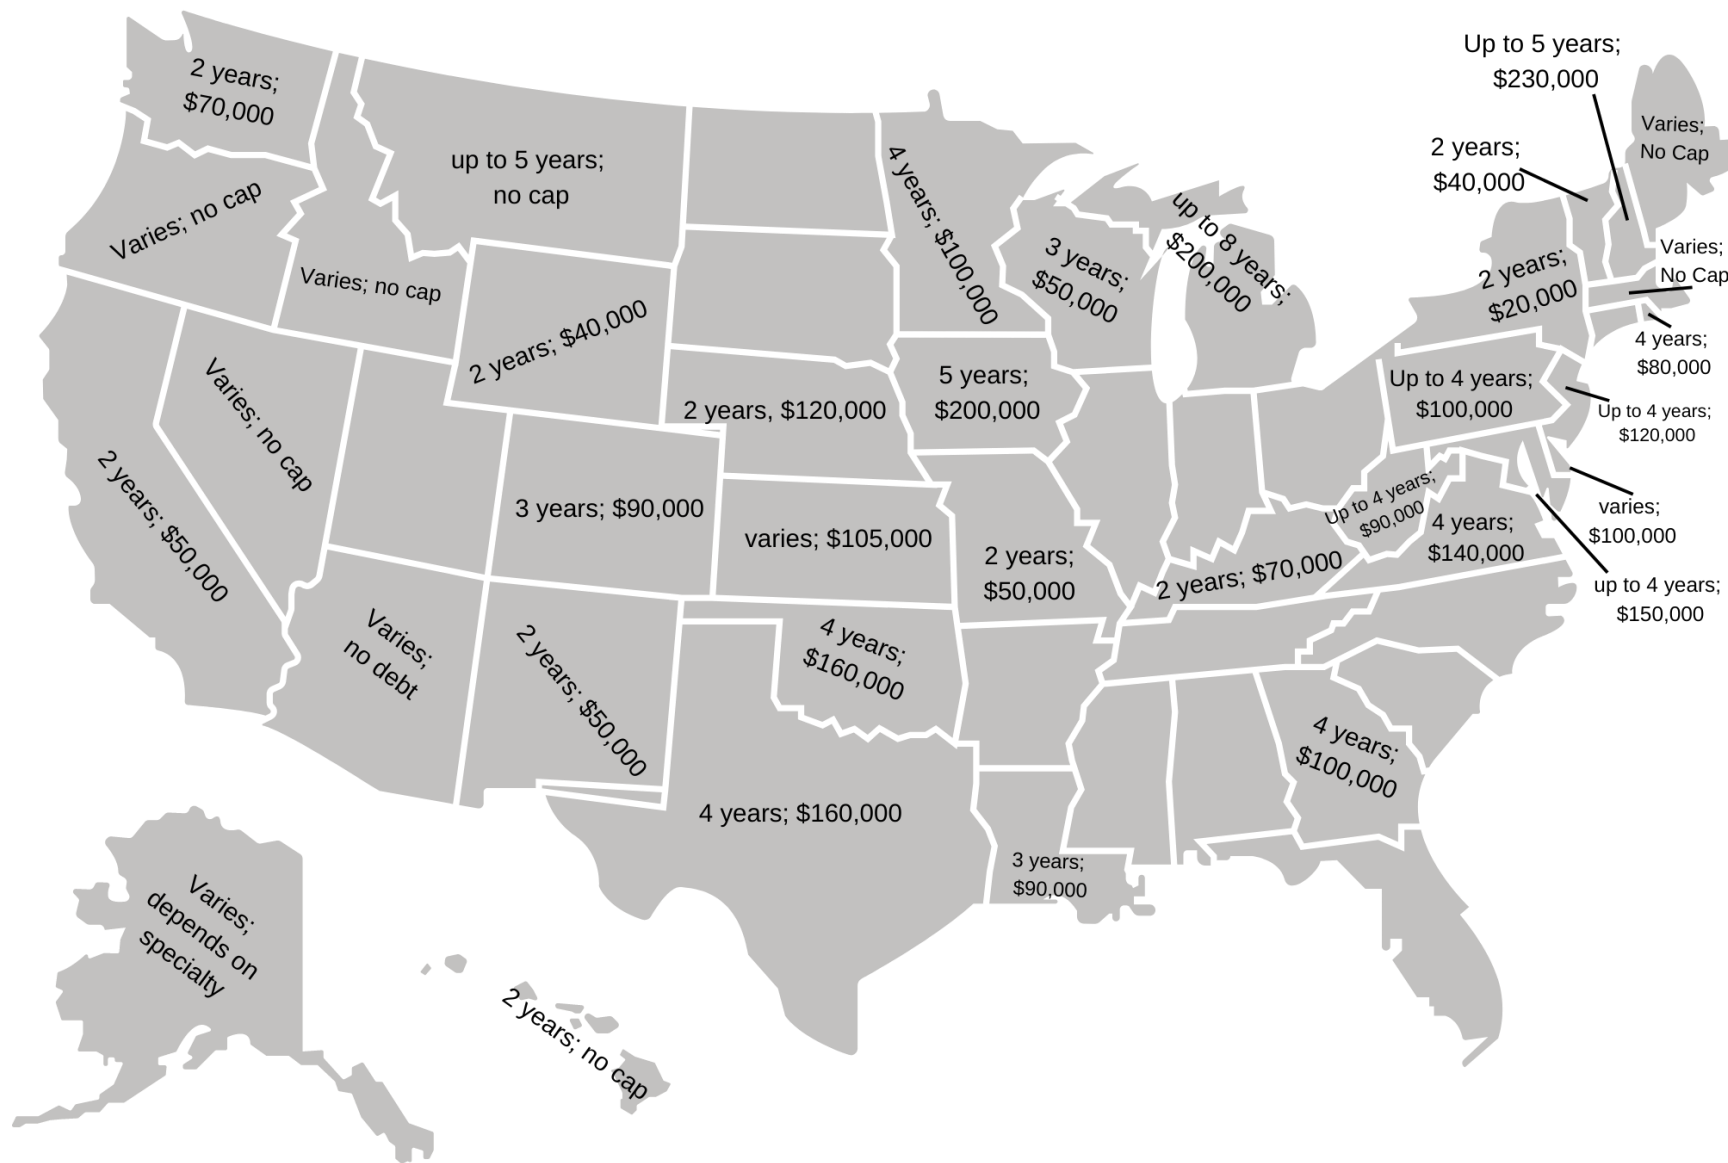 Up to 5 years;
$230,000
2 years;
$70,000
Varies;
No Cap
2 years;
$40,000
up to 5 years;
no cap
4 years; $100,000
Varies; no cap
up to 8 years;
$200,000
3 years;
$50,000
Varies;
No Cap
Varies; no cap
2 years;
$20,000
2 years; $40,000
4 years;
$80,000
Varies; no cap
5 years;
$200,000
Up to 4 years;
$100,000
2 years, $120,000
Up to 4 years;
$120,000
2 years; $50,000
3 years; $90,000
varies; $105,000
Up to 4 years;
$90,000
4 years;
$140,000
varies;
$100,000
2 years;
$50,000
2 years; $70,000
up to 4 years;
$150,000
Varies;
no debt
2 years; $50,000
4 years;
$160,000
4 years;
$100,000
4 years; $160,000
3 years;
$90,000
Varies;
depends on
specialty
2 years; no cap